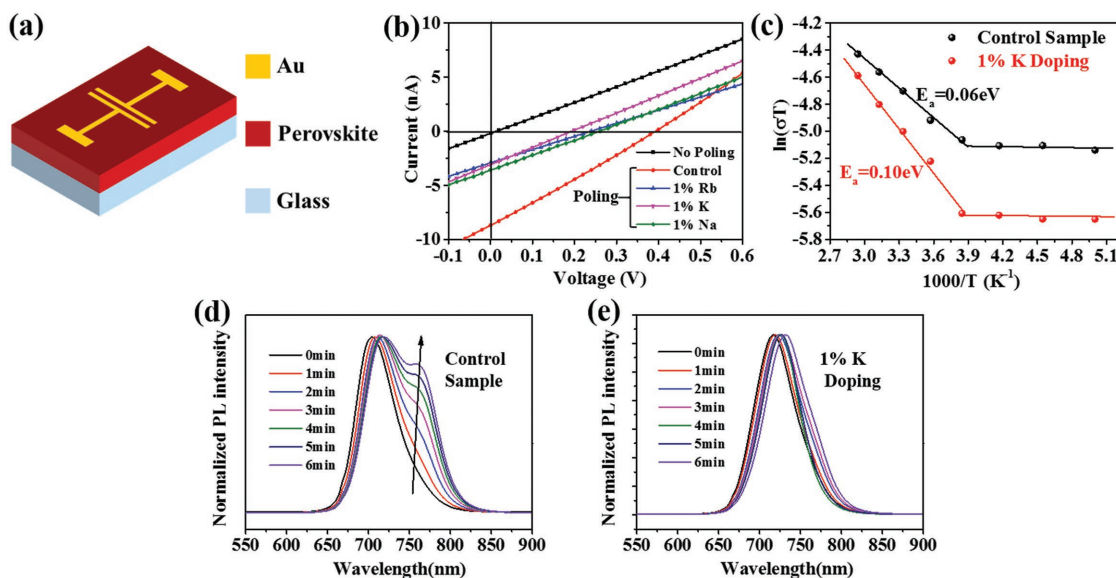 (a)
Au
Perovskite
Glass
(b)
Current (nA)
10
5
0
-5
-10
-0.1 0.0 0.1 0.2 0.3 0.4 0.5 0.6
Voltage (V)
No Poling
Poling
Control
1% Rb
1% K
1% Na
(c)
ln(σT)
-4.2
-4.4
-4.6
-4.8
-5.0
-5.2
-5.4
-5.6
-5.8
2.7 3.0 3.3 3.6 3.9 4.2 4.5 4.8 5.1
1000/T (K⁻¹)
Control Sample
1% K Doping
Eₐ=0.06eV
Eₐ=0.10eV
(d)
Normalized PL intensity
0min
1min
2min
3min
4min
5min
6min
Control
Sample
550 600 650 700 750 800 850 900
Wavelength(nm)
(e)
Normalized PL intensity
0min
1min
2min
3min
4min
5min
6min
1% K
Doping
550 600 650 700 750 800 850 900
Wavelength(nm)